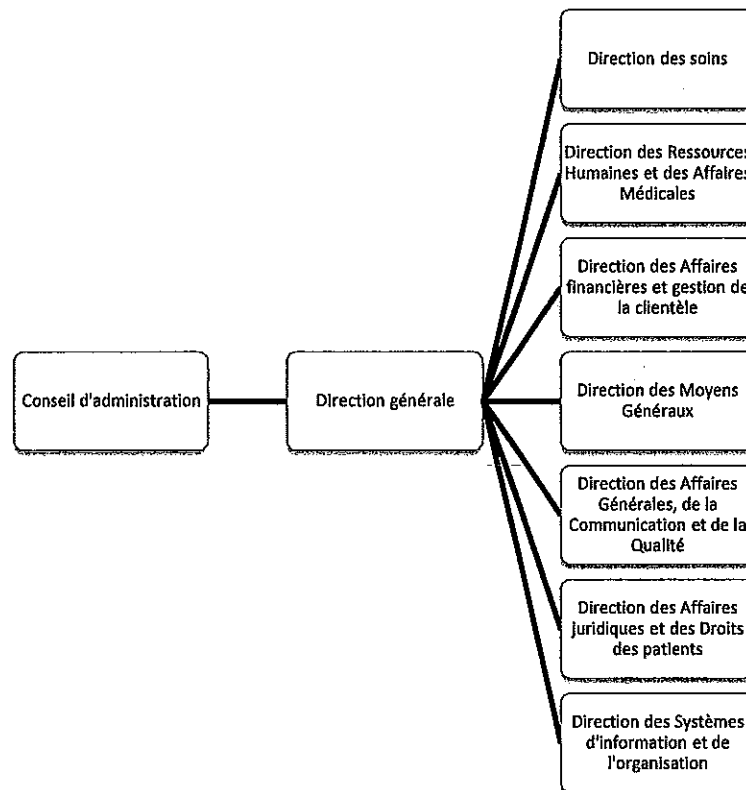 Direction des soins
Direction des Ressources
Humaines et des Affaires
Médicales
Direction des Affaires
financières et gestion de
la clientèle
Conseil d'administration
Direction générale
Direction des Moyens
Généraux
Direction des Affaires
Générales, de la
Communication et de la
Qualité
Direction des Affaires
juridiques et des Droits
des patients
Direction des Systèmes
d'information et de
l'organisation